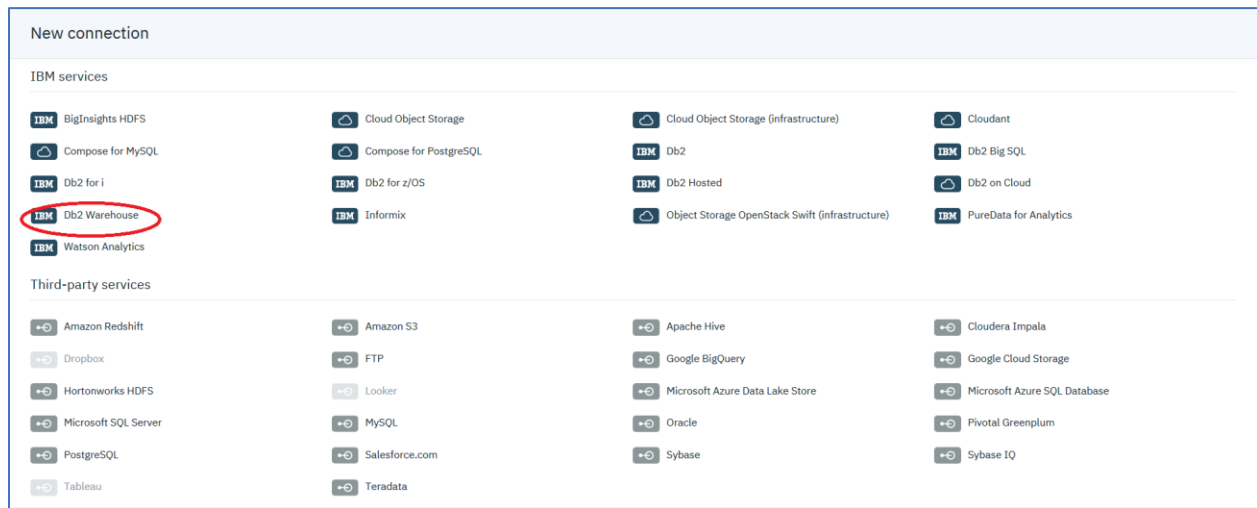 New connection
IBM services
IBM BigInsights HDFS Cloud Object Storage Cloud Object Storage (infrastructure) Cloudant
Compose for MySQL Compose for PostgreSQL IBM Db2 IBM Db2 Big SQL
IBM Db2 for i IBM Db2 for z/OS IBM Db2 Hosted Db2 on Cloud
IBM Db2 Warehouse IBM Informix Object Storage OpenStack Swift (infrastructure) IBM PureData for Analytics
IBM Watson Analytics
Third-party services
Amazon Redshift Amazon S3 Apache Hive Cloudera Impala
Dropbox FTP Google BigQuery Google Cloud Storage
Hortonworks HDFS Looker Microsoft Azure Data Lake Store Microsoft Azure SQL Database
Microsoft SQL Server MySQL Oracle Pivotal Greenplum
PostgreSQL Salesforce.com Sybase Sybase IQ
Tableau Teradata